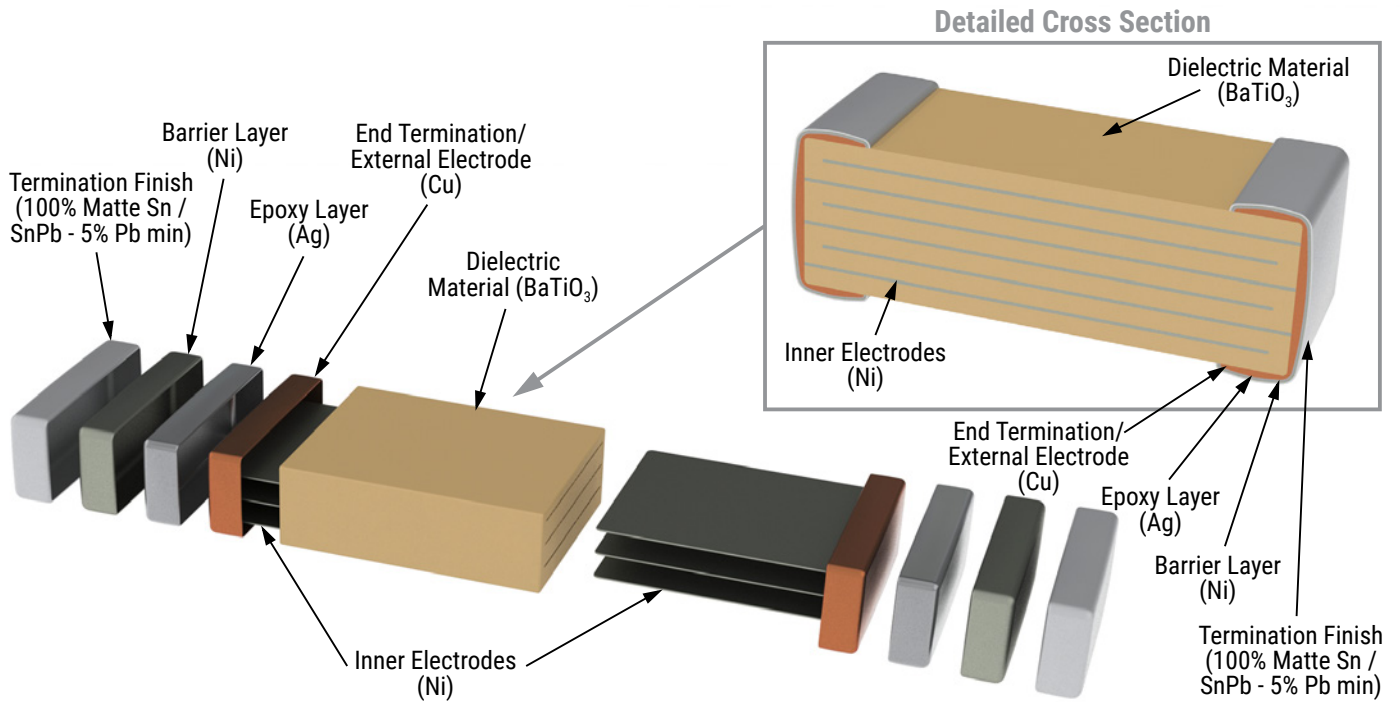 Detailed Cross Section
Dielectric Material
(BaTiO₃)
Inner Electrodes
(Ni)
Barrier Layer
(Ni)
End Termination/
External Electrode
(Cu)
Termination Finish
(100% Matte Sn /
SnPb - 5% Pb min)
Epoxy Layer
(Ag)
Dielectric
Material (BaTiO₃)
End Termination/
External Electrode
(Cu)
Epoxy Layer
(Ag)
Barrier Layer
(Ni)
Termination Finish
(100% Matte Sn /
SnPb - 5% Pb min)
Inner Electrodes
(Ni)